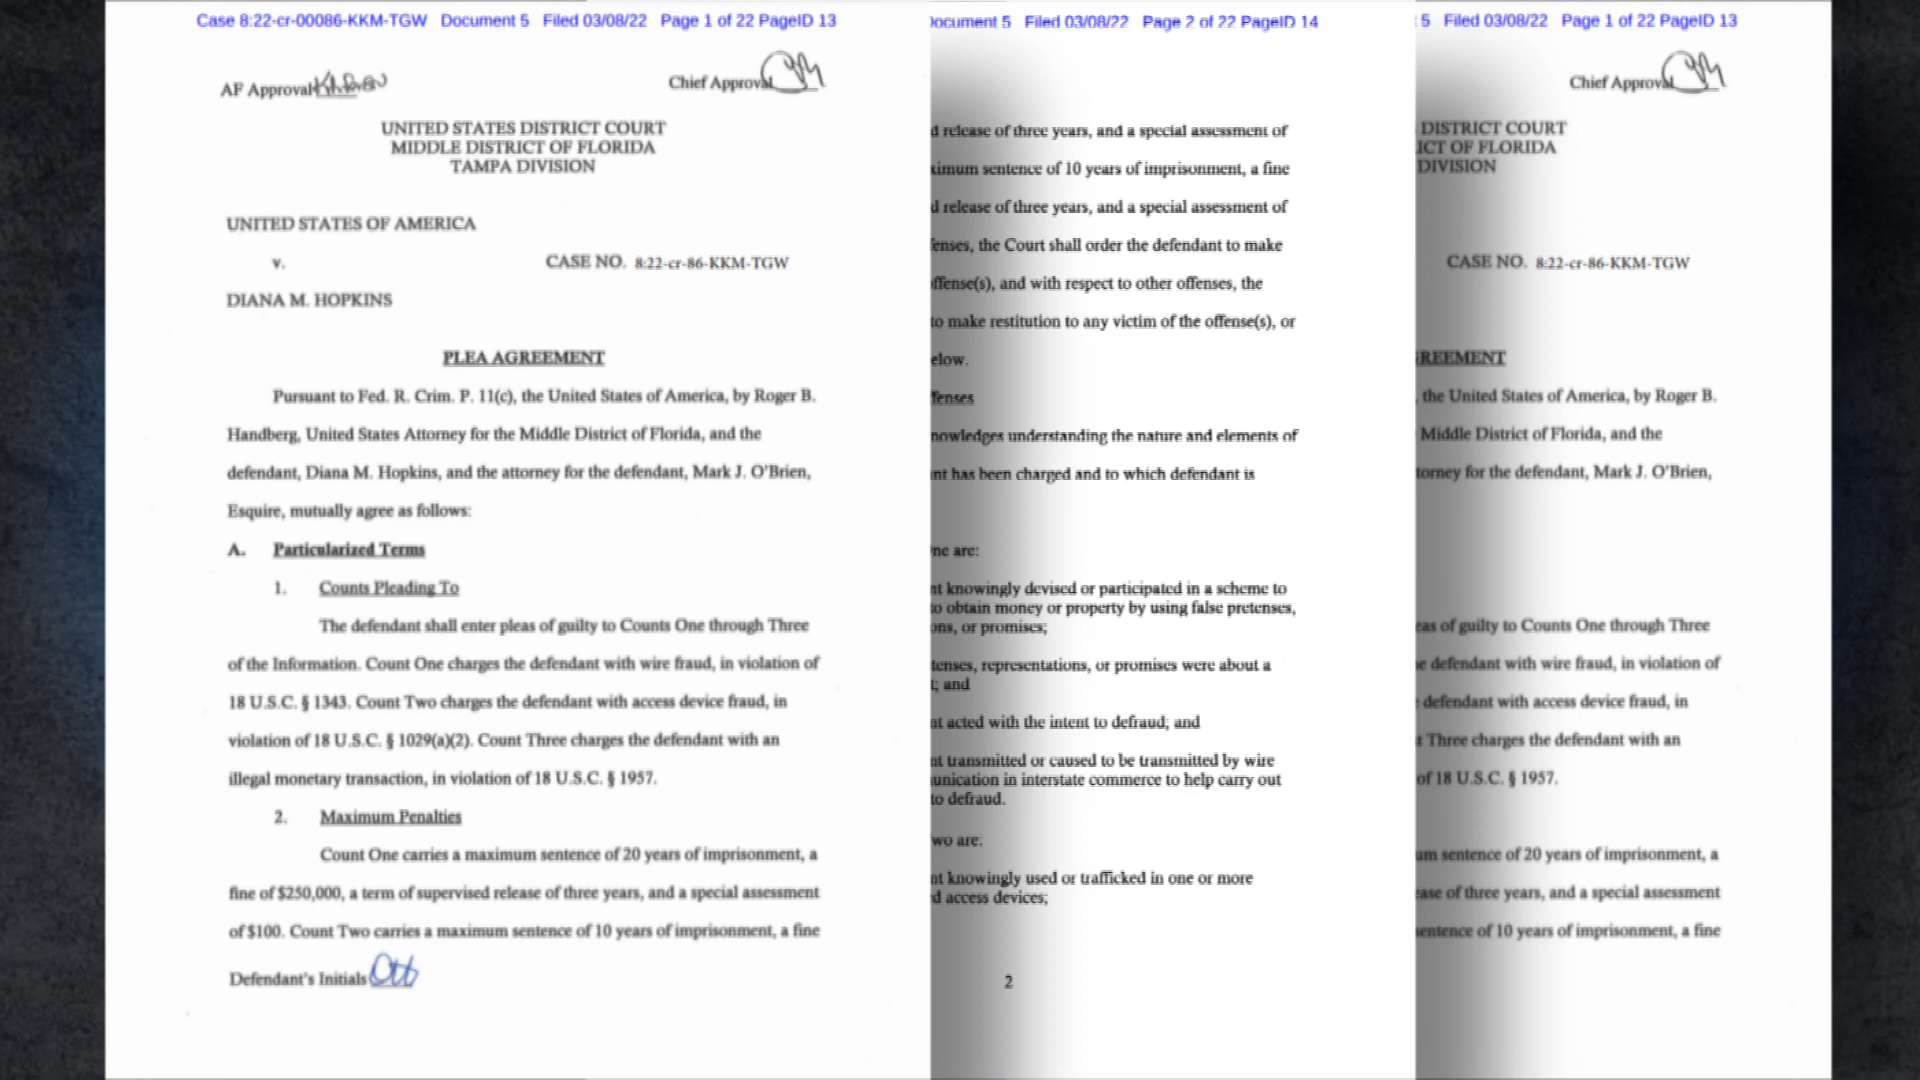 Case 8:22-cr-00086-KKM-TGW Document 5 Filed 03/08/22 Page 1 of 22 PageID 13
AF Approval
Chief Approval
UNITED STATES DISTRICT COURT
MIDDLE DISTRICT OF FLORIDA
TAMPA DIVISION
UNITED STATES OF AMERICA
v.
CASE NO. 8:22-cr-86-KKM-TGW
DIANA M. HOPKINS
PLEA AGREEMENT
Pursuant to Fed. R. Crim. P. 11(c), the United States of America, by Roger B.
Handberg, United States Attorney for the Middle District of Florida, and the
defendant, Diana M. Hopkins, and the attorney for the defendant, Mark J. O'Brien,
Esquire, mutually agree as follows:
A. Particularized Terms
1. Counts Pleading To
The defendant shall enter pleas of guilty to Counts One through Three
of the Information. Count One charges the defendant with wire fraud, in violation of
18 U.S.C. § 1343. Count Two charges the defendant with access device fraud, in
violation of 18 U.S.C. § 1029(a)(2). Count Three charges the defendant with an
illegal monetary transaction, in violation of 18 U.S.C. § 1957.
2. Maximum Penalties
Count One carries a maximum sentence of 20 years of imprisonment, a
fine of $250,000, a term of supervised release of three years, and a special assessment
of $100. Count Two carries a maximum sentence of 10 years of imprisonment, a fine
Defendant's Initials
Document 5 Filed 03/08/22 Page 2 of 22 PageID 14
d release of three years, and a special assessment of
ximum sentence of 10 years of imprisonment, a fine
d release of three years, and a special assessment of
fenses, the Court shall order the defendant to make
ffense(s), and with respect to other offenses, the
to make restitution to any victim of the offense(s), or
elow.
fenses
nowledges understanding the nature and elements of
nt has been charged and to which defendant is
ne are:
nt knowingly devised or participated in a scheme to
to obtain money or property by using false pretenses,
ons, or promises;
tenses, representations, or promises were about a
t; and
nt acted with the intent to defraud; and
nt transmitted or caused to be transmitted by wire
unication in interstate commerce to help carry out
to defraud.
wo are:
nt knowingly used or trafficked in one or more
d access devices;
2
5 Filed 03/08/22 Page 1 of 22 PageID 13
Chief Approval
DISTRICT COURT
ICT OF FLORIDA
DIVISION
CASE NO. 8:22-cr-86-KKM-TGW
REEMENT
, the United States of America, by Roger B.
Middle District of Florida, and the
torney for the defendant, Mark J. O'Brien,
eas of guilty to Counts One through Three
e defendant with wire fraud, in violation of
defendant with access device fraud, in
t Three charges the defendant with an
of 18 U.S.C. § 1957.
um sentence of 20 years of imprisonment, a
ase of three years, and a special assessment
sentence of 10 years of imprisonment, a fine